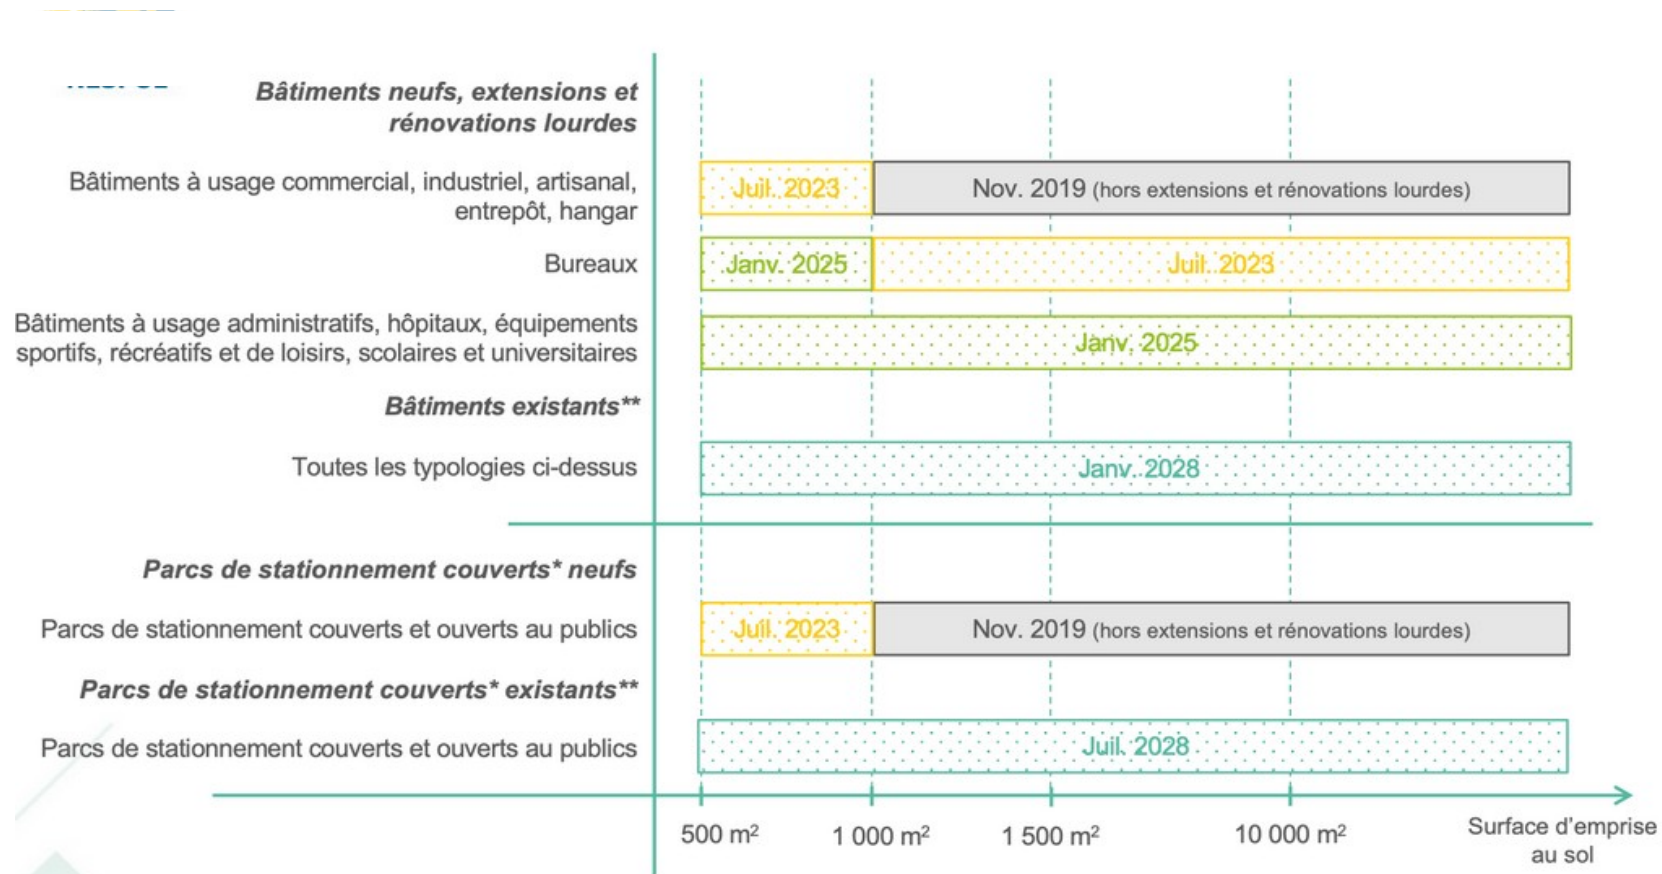 Bâtiments neufs, extensions et
rénovations lourdes
Bâtiments à usage commercial, industriel, artisanal,
entrepôt, hangar
Juil. 2023
Nov. 2019 (hors extensions et rénovations lourdes)
Bureaux
Janv. 2025
Juil. 2023
Bâtiments à usage administratifs, hôpitaux, équipements
sportifs, récréatifs et de loisirs, scolaires et universitaires
Janv. 2025
Bâtiments existants**
Toutes les typologies ci-dessus
Janv. 2028
Parcs de stationnement couverts* neufs
Parcs de stationnement couverts et ouverts au publics
Juil. 2023
Nov. 2019 (hors extensions et rénovations lourdes)
Parcs de stationnement couverts* existants**
Parcs de stationnement couverts et ouverts au publics
Juil. 2028
500 m²
1 000 m²
1 500 m²
10 000 m²
Surface d'emprise
au sol